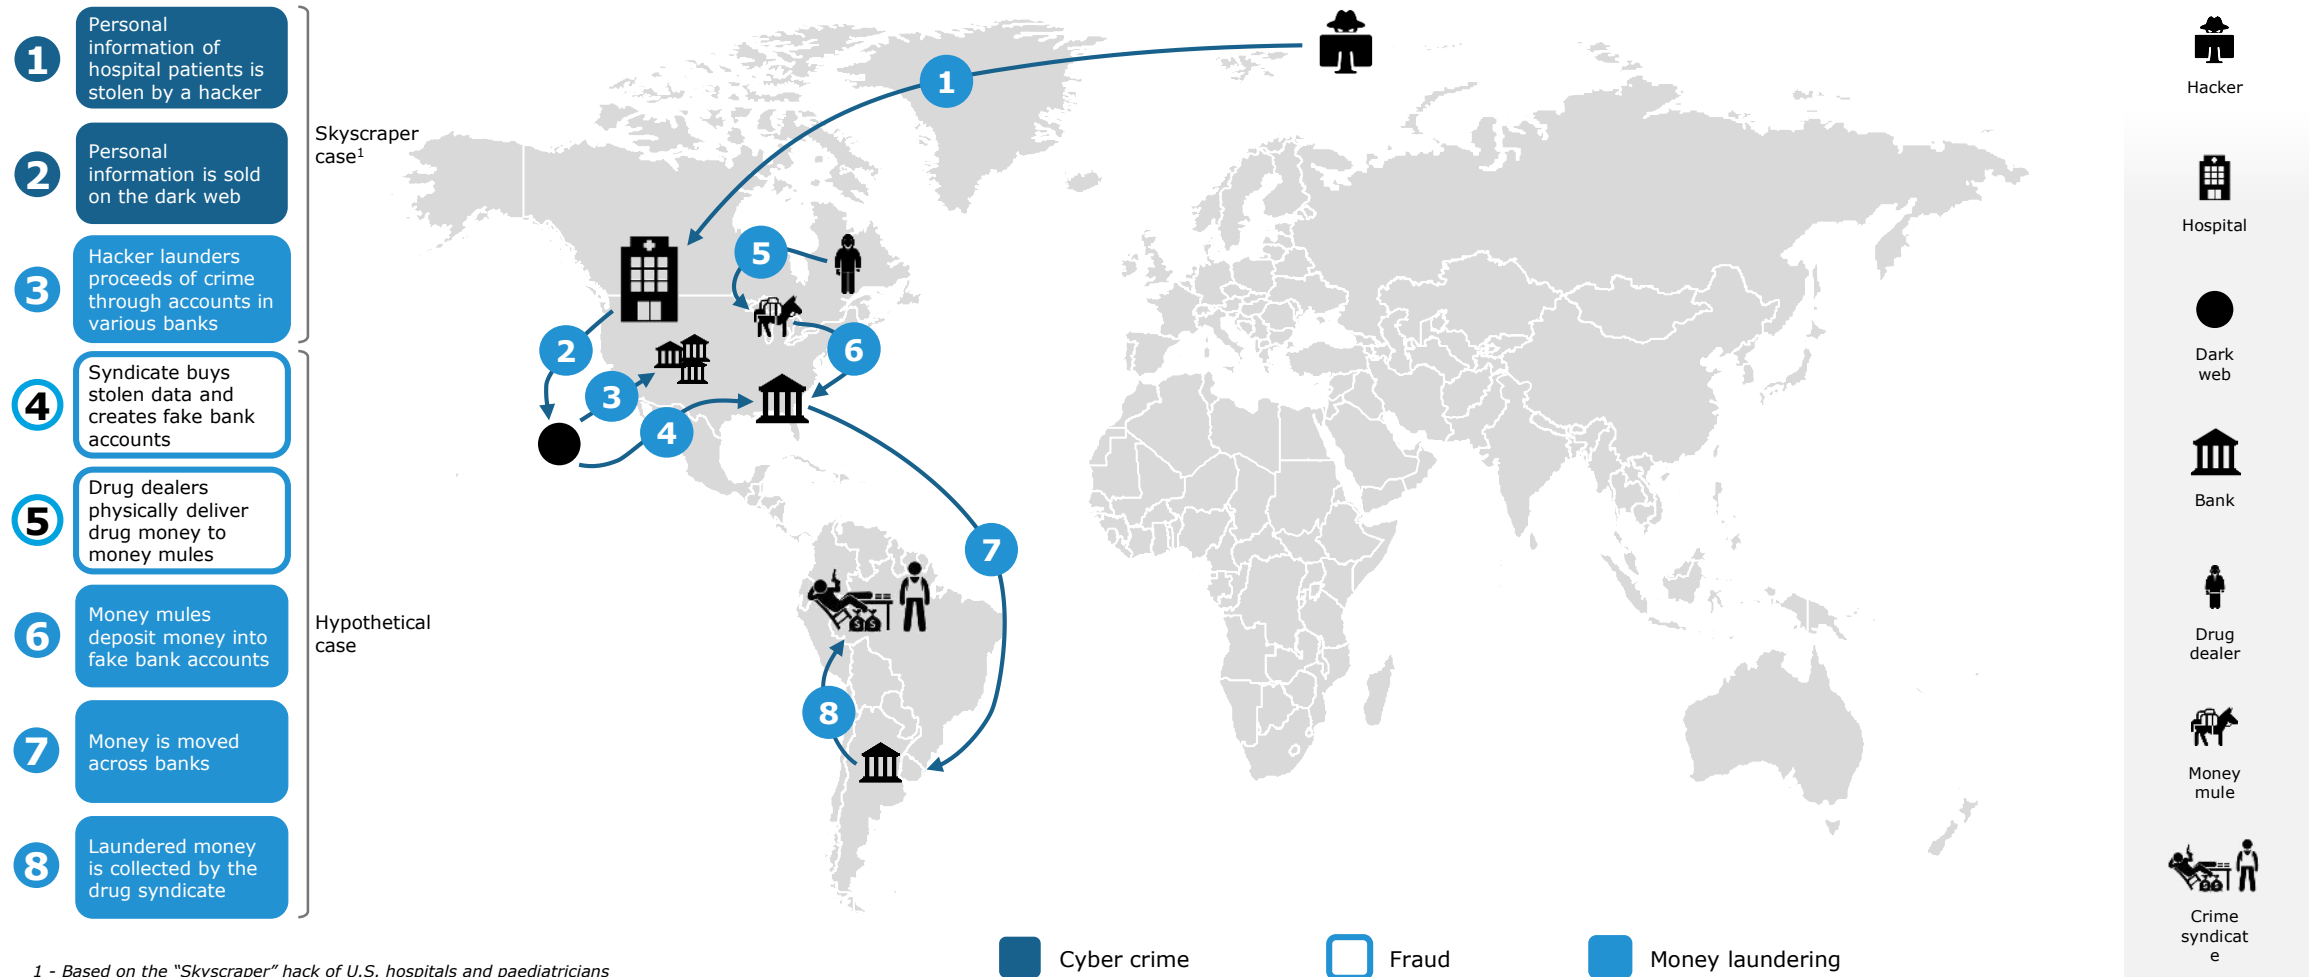 1
Personal
information of
hospital patients is
stolen by a hacker
2
Personal
information is sold
on the dark web
3
Hacker launders
proceeds of crime
through accounts in
various banks
Skyscraper
case1
4
Syndicate buys
stolen data and
creates fake bank
accounts
5
Drug dealers
physically deliver
drug money to
money mules
6
Money mules
deposit money into
fake bank accounts
7
Money is moved
across banks
8
Laundered money
is collected by the
drug syndicate
Hypothetical
case
1
5
2
6
3
4
7
8
Hacker
Hospital
Dark
web
Bank
Drug
dealer
Money
mule
Crime
syndicat
e
Cyber crime
Fraud
Money laundering
1 - Based on the “Skyscraper” hack of U.S. hospitals and paediatricians